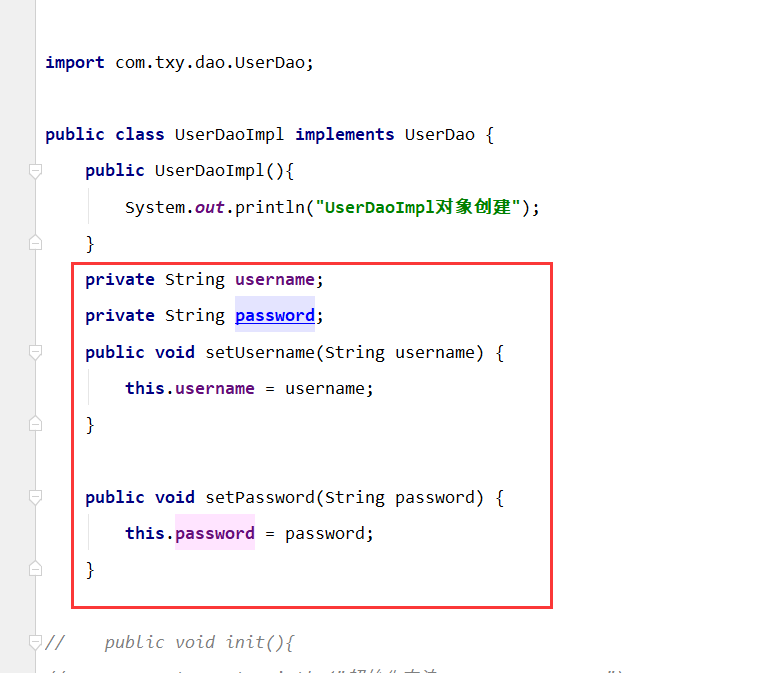 import com.txy.dao.UserDao;
public class UserDaoImpl implements UserDao {
public UserDaoImpl(){
System.out.println("UserDaoImpl对象创建");
}
private String username;
private String password;
public void setUsername(String username) {
this.username = username;
}
public void setPassword(String password) {
this.password = password;
}
// public void init(){